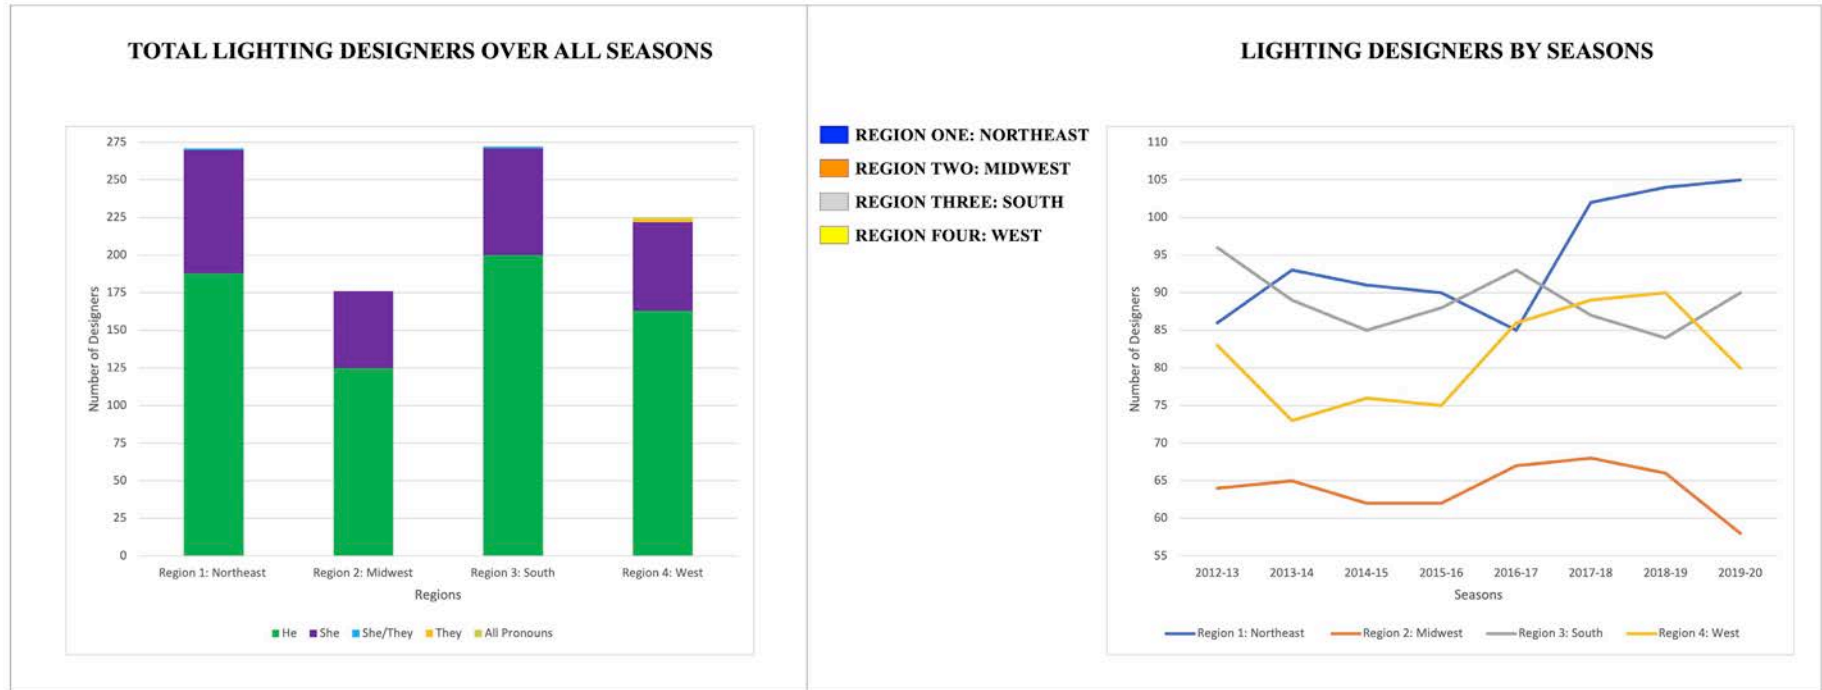 TOTAL LIGHTING DESIGNERS OVER ALL SEASONS
275
250
225
200
175
150
125
100
75
50
25
0
Number of Designers
Region 1: Northeast
Region 2: Midwest
Region 3: South
Region 4: West
Regions
He She She/They They All Pronouns
LIGHTING DESIGNERS BY SEASONS
REGION ONE: NORTHEAST
REGION TWO: MIDWEST
REGION THREE: SOUTH
REGION FOUR: WEST
110
105
100
95
90
85
80
75
70
65
60
55
Number of Designers
2012-13 2013-14 2014-15 2015-16 2016-17 2017-18 2018-19 2019-20
Seasons
Region 1: Northeast Region 2: Midwest Region 3: South Region 4: West